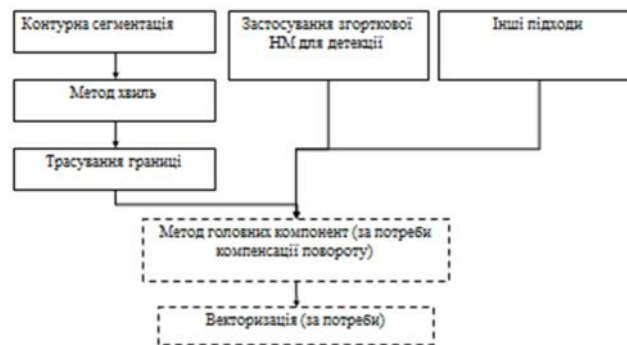 Контурна сегментація
Застосування згорткової
НМ для детекції
Інші підходи
Метод хвиль
Трасування границі
Метод головних компонент (за потреби
компенсації повороту)
Векторизація (за потреби)